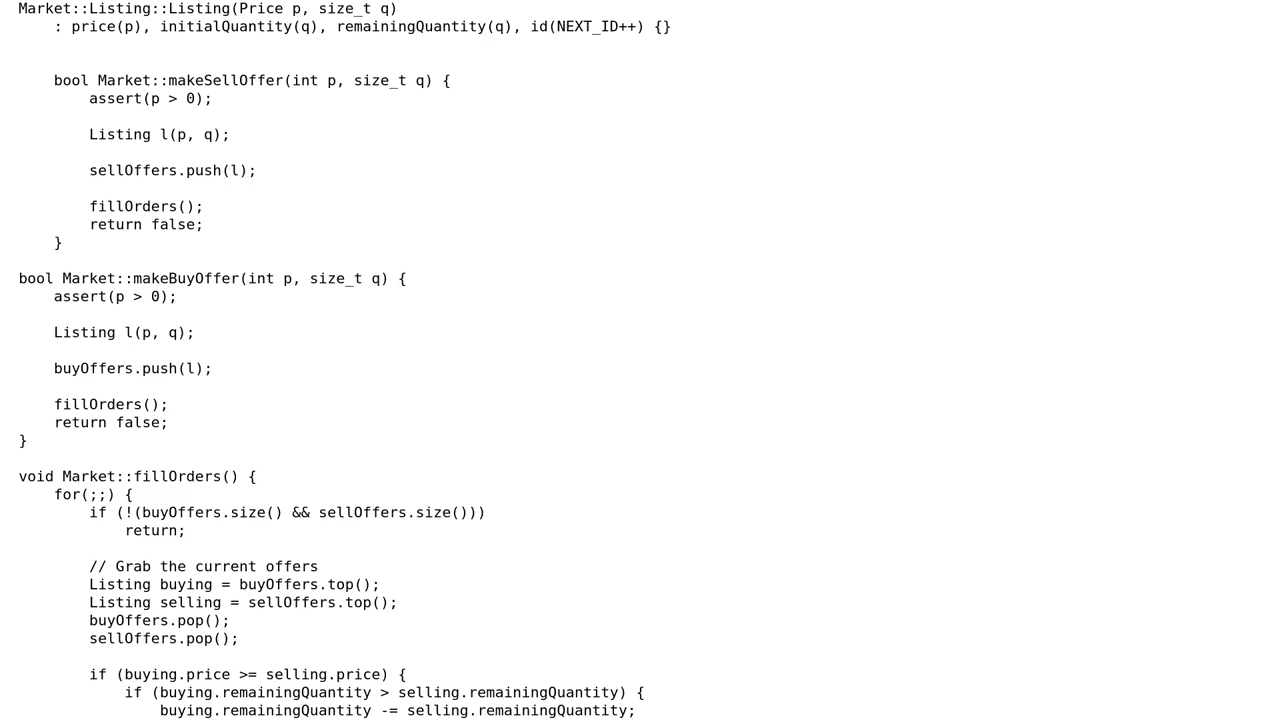 Market::Listing::Listing(Price p, size_t q)
    : price(p), initialQuantity(q), remainingQuantity(q), id(NEXT_ID++) {}


    bool Market::makeSellOffer(int p, size_t q) {
        assert(p > 0);

        Listing l(p, q);

        sellOffers.push(l);

        fillOrders();
        return false;
    }

bool Market::makeBuyOffer(int p, size_t q) {
    assert(p > 0);

    Listing l(p, q);

    buyOffers.push(l);

    fillOrders();
    return false;
}

void Market::fillOrders() {
    for(;;) {
        if (!(buyOffers.size() && sellOffers.size()))
            return;

        // Grab the current offers
        Listing buying = buyOffers.top();
        Listing selling = sellOffers.top();
        buyOffers.pop();
        sellOffers.pop();

        if (buying.price >= selling.price) {
            if (buying.remainingQuantity > selling.remainingQuantity) {
                buying.remainingQuantity -= selling.remainingQuantity;